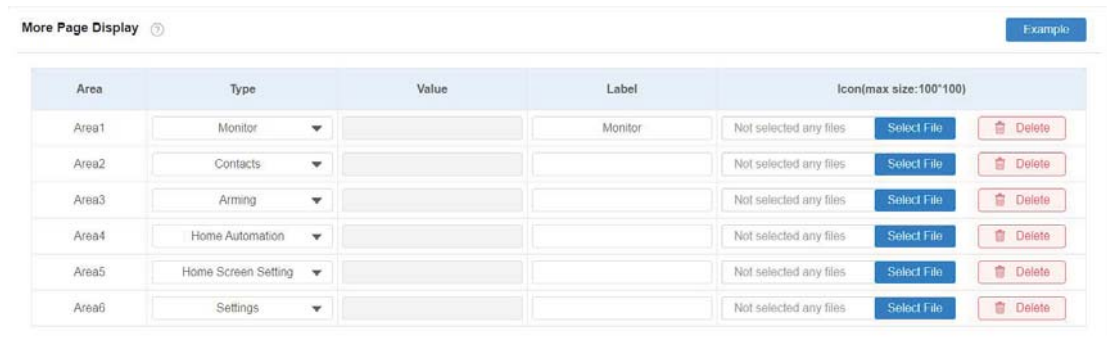 More Page Display ?
Example
Area Type Value Label Icon(max size:100*100)
Area1 Monitor Monitor Not selected any files Select File Delete
Area2 Contacts Not selected any files Select File Delete
Area3 Arming Not selected any files Select File Delete
Area4 Home Automation Not selected any files Select File Delete
Area5 Home Screen Setting Not selected any files Select File Delete
Area6 Settings Not selected any files Select File Delete